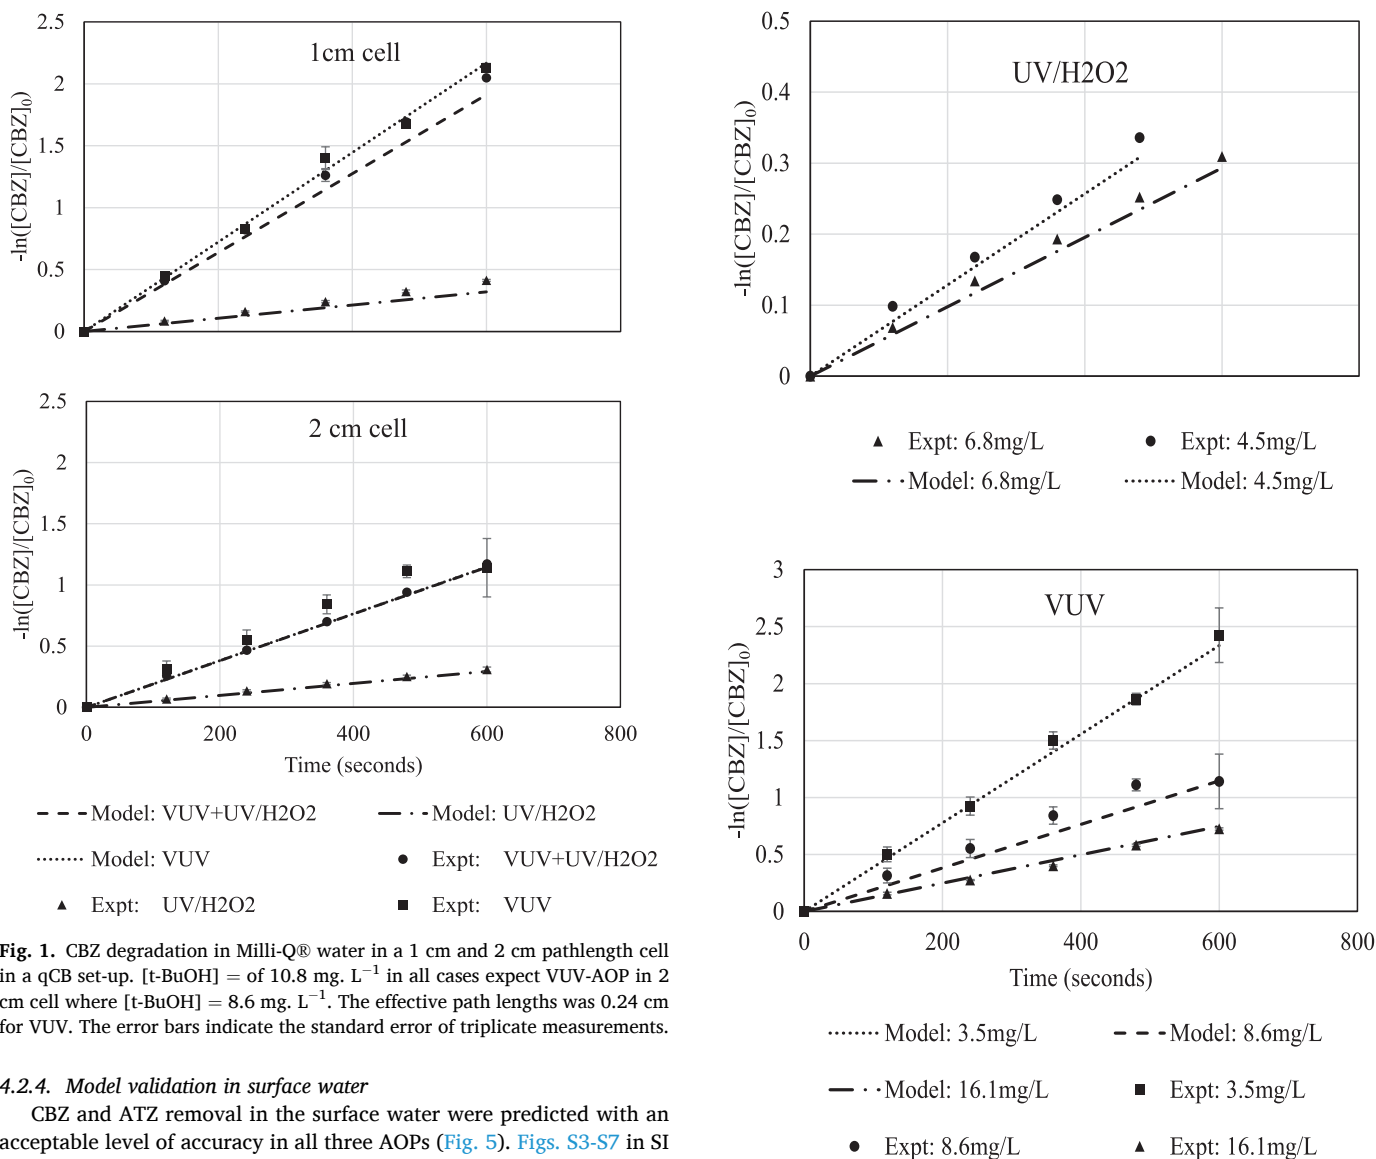 2.5
2
1.5
1
0.5
0
-ln([CBZ]/[CBZ]0)
1cm cell
2.5
2
1.5
1
0.5
0
-ln([CBZ]/[CBZ]0)
2 cm cell
0 200 400 600 800
Time (seconds)
Model: VUV+UV/H2O2 Model: UV/H2O2
Model: VUV Expt: VUV+UV/H2O2
Expt: UV/H2O2 Expt: VUV
Fig. 1. CBZ degradation in Milli-Q® water in a 1 cm and 2 cm pathlength cell
in a qCB set-up. [t-BuOH] = of 10.8 mg. L−1 in all cases expect VUV-AOP in 2
cm cell where [t-BuOH] = 8.6 mg. L−1. The effective path lengths was 0.24 cm
for VUV. The error bars indicate the standard error of triplicate measurements.
4.2.4. Model validation in surface water
CBZ and ATZ removal in the surface water were predicted with an
acceptable level of accuracy in all three AOPs (Fig. 5). Figs. S3-S7 in SI
0.5
0.4
0.3
0.2
0.1
0
-ln([CBZ]/[CBZ]0)
UV/H2O2
Expt: 6.8mg/L Expt: 4.5mg/L
Model: 6.8mg/L Model: 4.5mg/L
3
2.5
2
1.5
1
0.5
0
-ln([CBZ]/[CBZ]0)
VUV
0 200 400 600 800
Time (seconds)
Model: 3.5mg/L Model: 8.6mg/L
Model: 16.1mg/L Expt: 3.5mg/L
Expt: 8.6mg/L Expt: 16.1mg/L